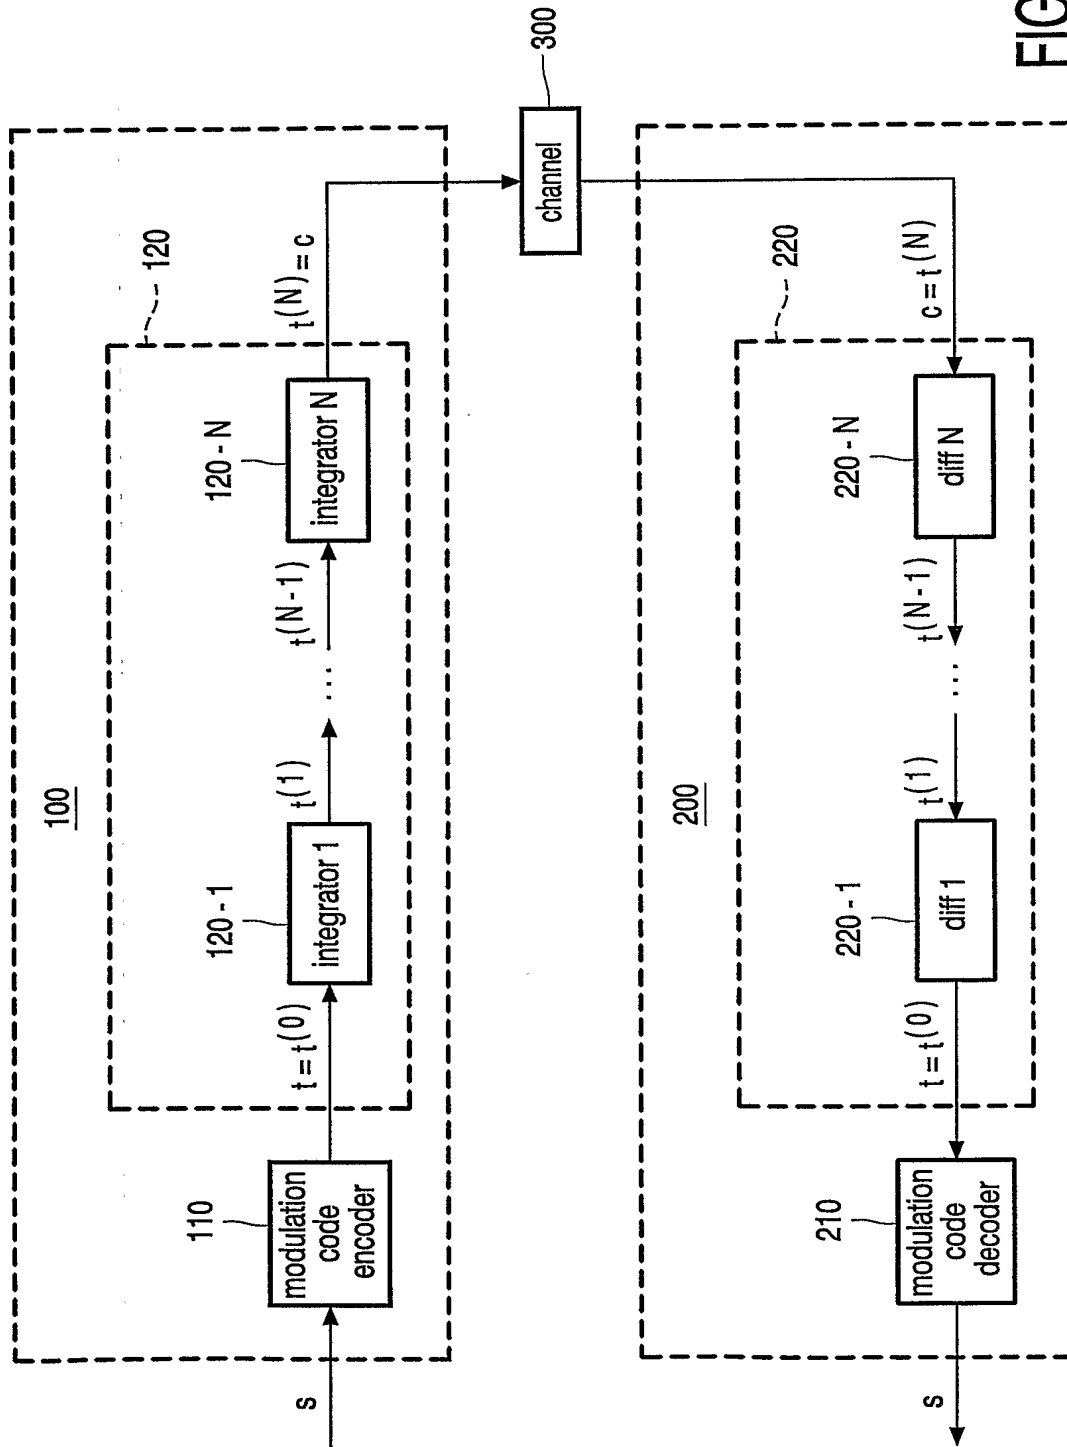 100
120
s
110
modulation
code
encoder
t = t(0)
120 - 1
integrator 1
t(1)
...
t(N - 1)
120 - N
integrator N
t(N) = c
channel
300
200
220
c = t(N)
220 - N
diff N
t(N - 1)
...
t(1)
220 - 1
diff 1
t = t(0)
210
modulation
code
decoder
s
FIG